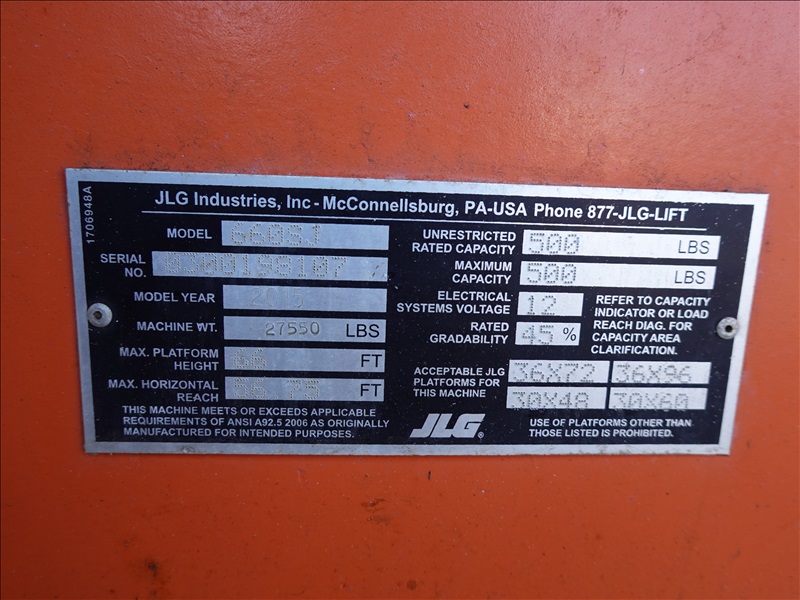 1706948A
JLG Industries, Inc - McConnellsburg, PA-USA Phone 877-JLG-LIFT
MODEL 660SJ
SERIAL NO. 0300198107
MODEL YEAR
MACHINE WT. 27550 LBS
MAX. PLATFORM HEIGHT 66 FT
MAX. HORIZONTAL REACH FT
THIS MACHINE MEETS OR EXCEEDS APPLICABLE
REQUIREMENTS OF ANSI A92.5 2006 AS ORIGINALLY
MANUFACTURED FOR INTENDED PURPOSES.
UNRESTRICTED RATED CAPACITY 500 LBS
MAXIMUM CAPACITY 500 LBS
ELECTRICAL SYSTEMS VOLTAGE 12
RATED GRADABILITY 45 %
REFER TO CAPACITY
INDICATOR OR LOAD
REACH DIAG. FOR
CAPACITY AREA
CLARIFICATION.
ACCEPTABLE JLG
PLATFORMS FOR
THIS MACHINE
36X72 36X96
30X48 30X60
JLG®
USE OF PLATFORMS OTHER THAN
THOSE LISTED IS PROHIBITED.